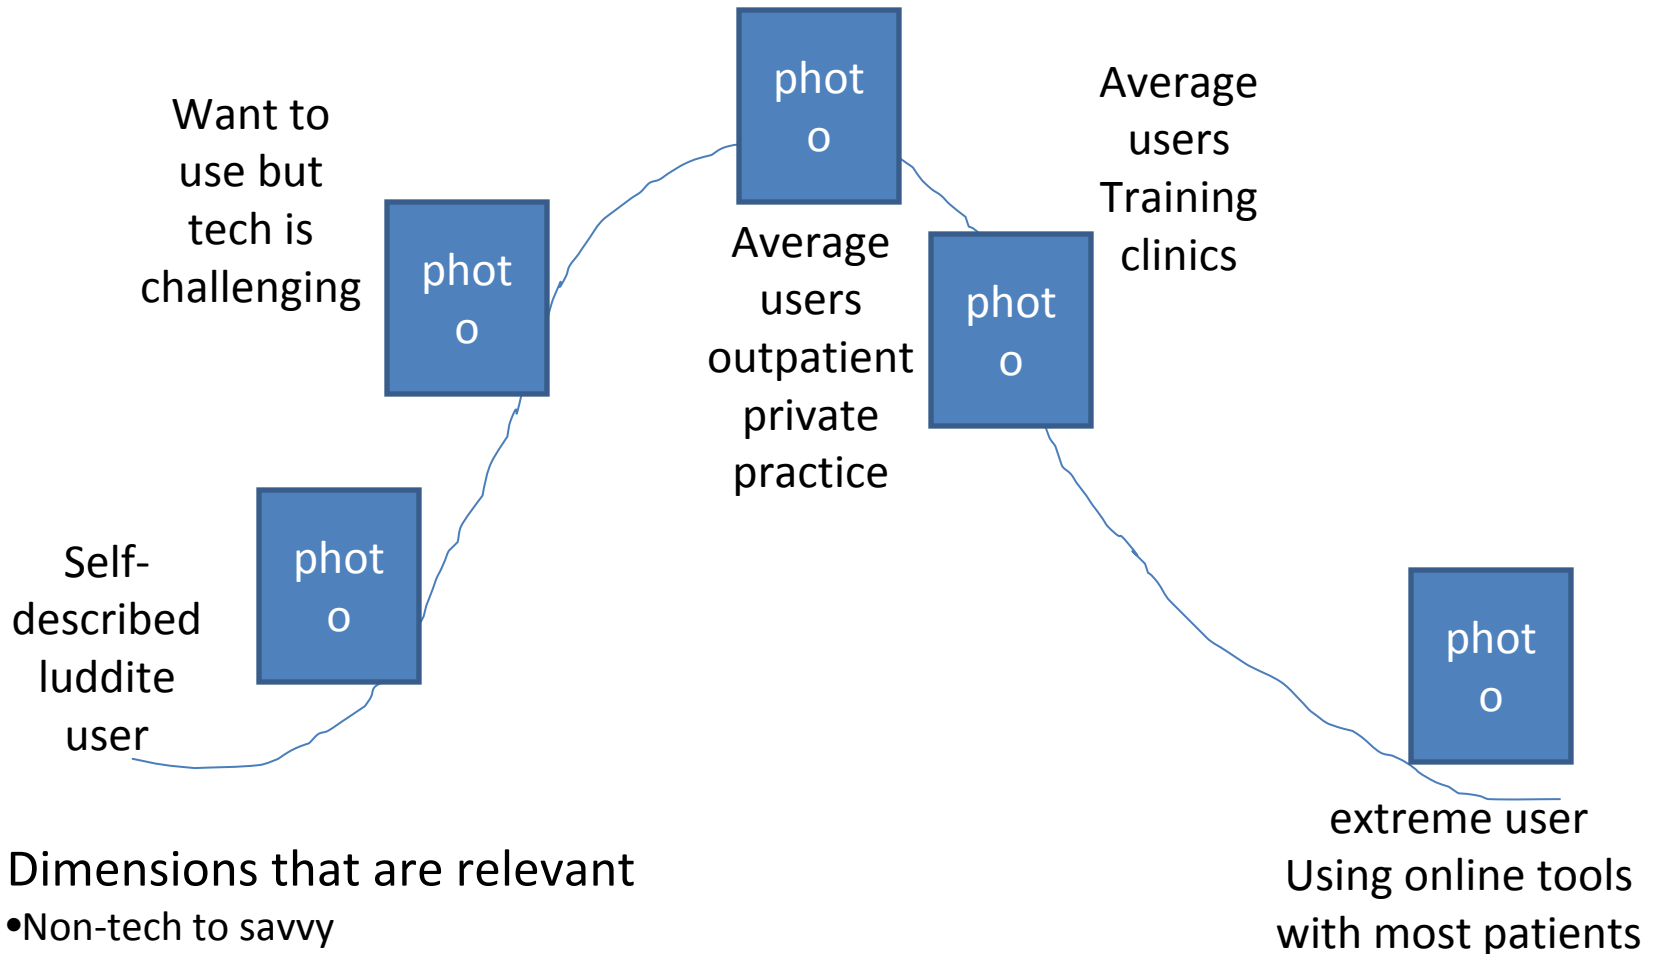 Want to
use but
tech is
challenging
phot
o
phot
o
Average
users
outpatient
private
practice
Average
users
Training
clinics
phot
o
Self-
described
luddite
user
phot
o
phot
o
extreme user
Using online tools
with most patients
Dimensions that are relevant
•Non-tech to savvy